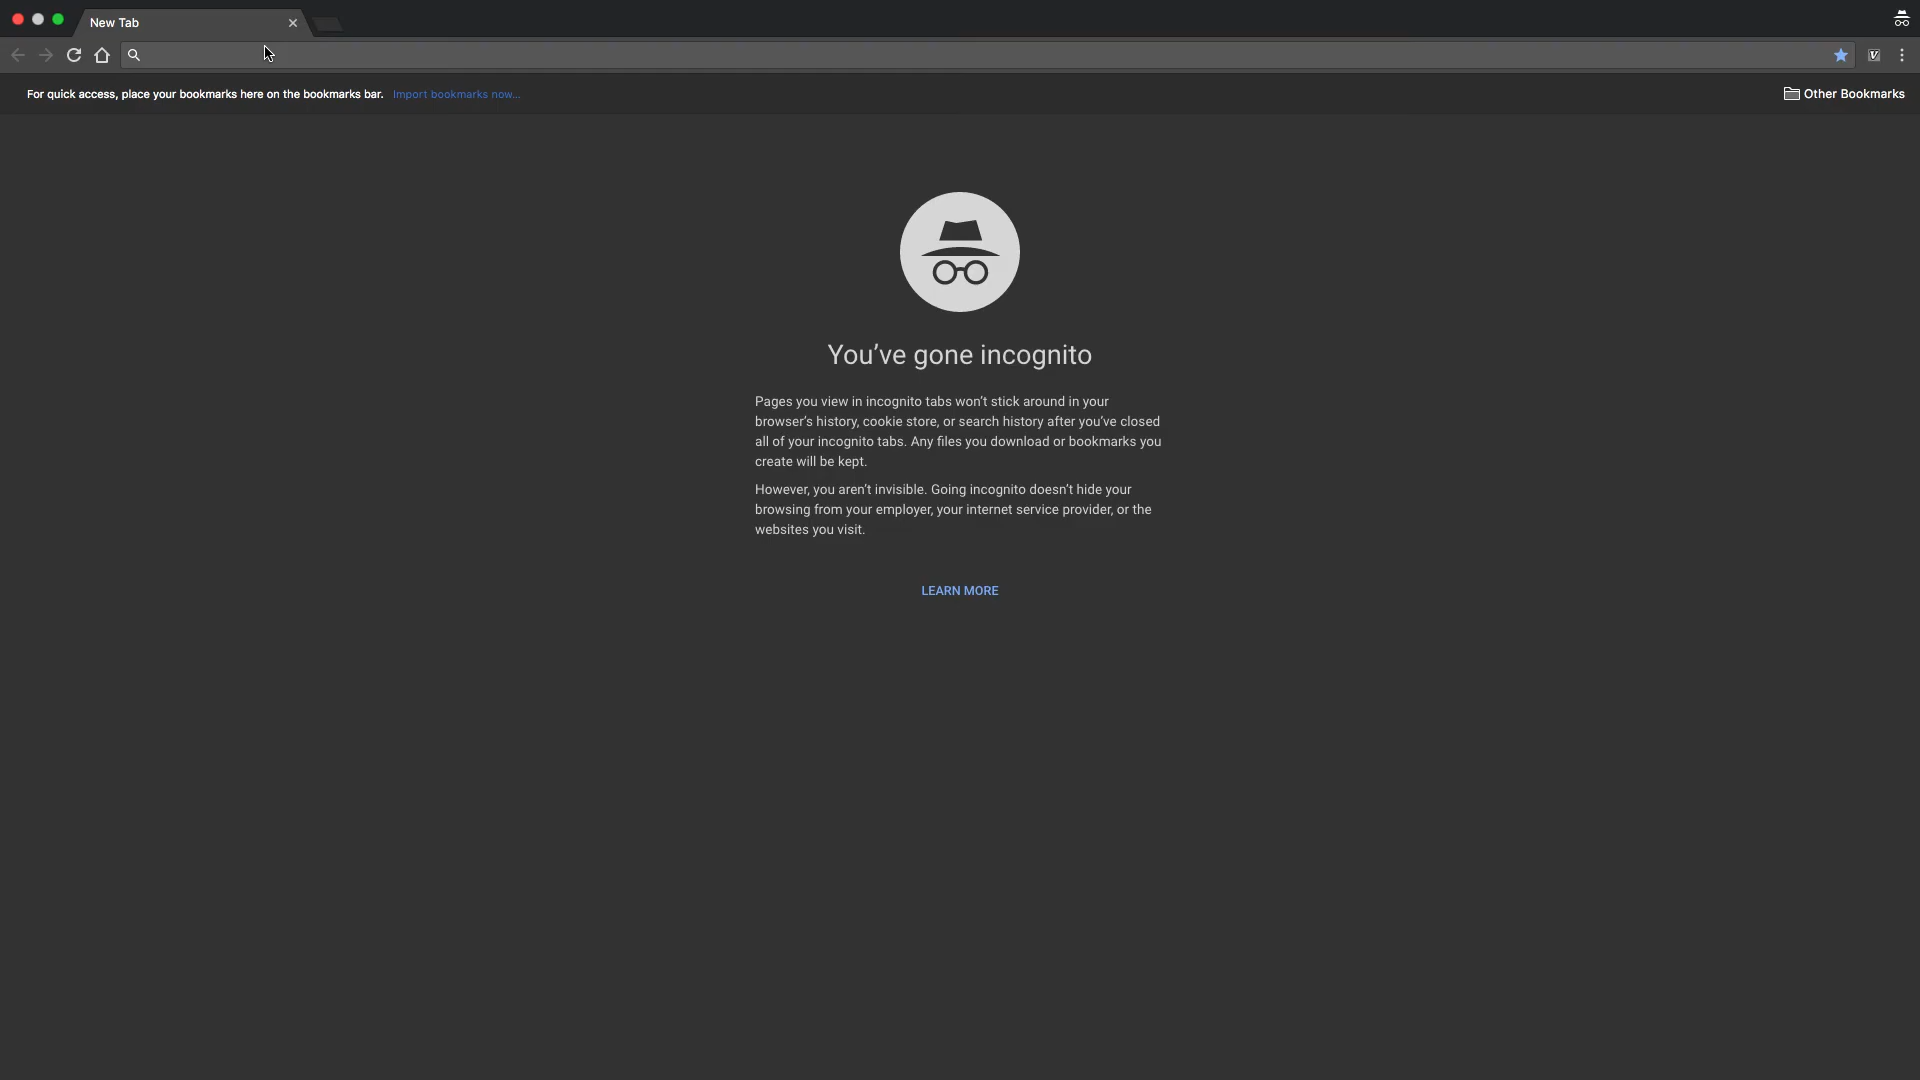 New Tab
For quick access, place your bookmarks here on the bookmarks bar. Import bookmarks now...
Other Bookmarks
You’ve gone incognito
Pages you view in incognito tabs won’t stick around in your
browser’s history, cookie store, or search history after you’ve closed
all of your incognito tabs. Any files you download or bookmarks you
create will be kept.
However, you aren’t invisible. Going incognito doesn’t hide your
browsing from your employer, your internet service provider, or the
websites you visit.
LEARN MORE